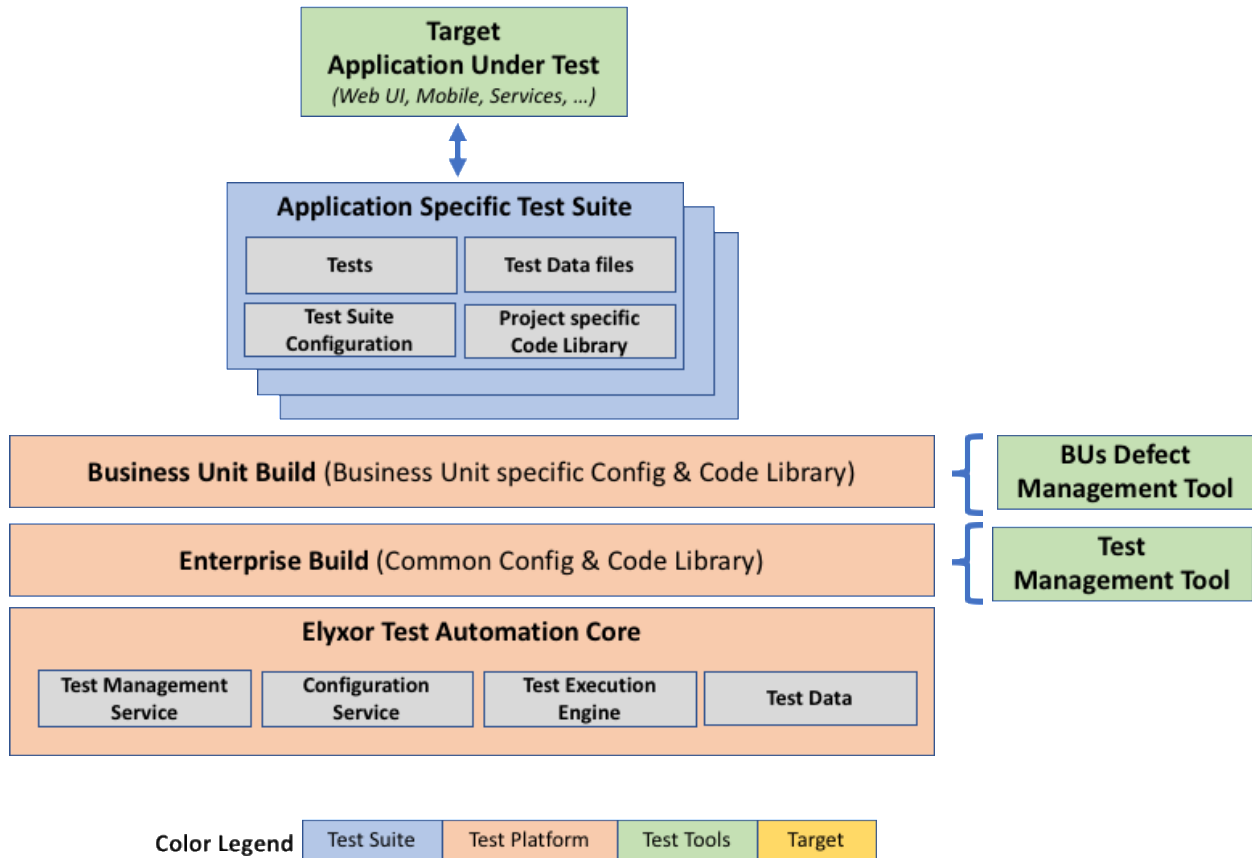 Target
Application Under Test
(Web UI, Mobile, Services, ...)
Application Specific Test Suite
Tests
Test Data files
Test Suite
Configuration
Project specific
Code Library
Business Unit Build (Business Unit specific Config & Code Library)
BUs Defect
Management Tool
Enterprise Build (Common Config & Code Library)
Test
Management Tool
Elyxor Test Automation Core
Test Management
Service
Configuration
Service
Test Execution
Engine
Test Data
Color Legend
Test Suite
Test Platform
Test Tools
Target